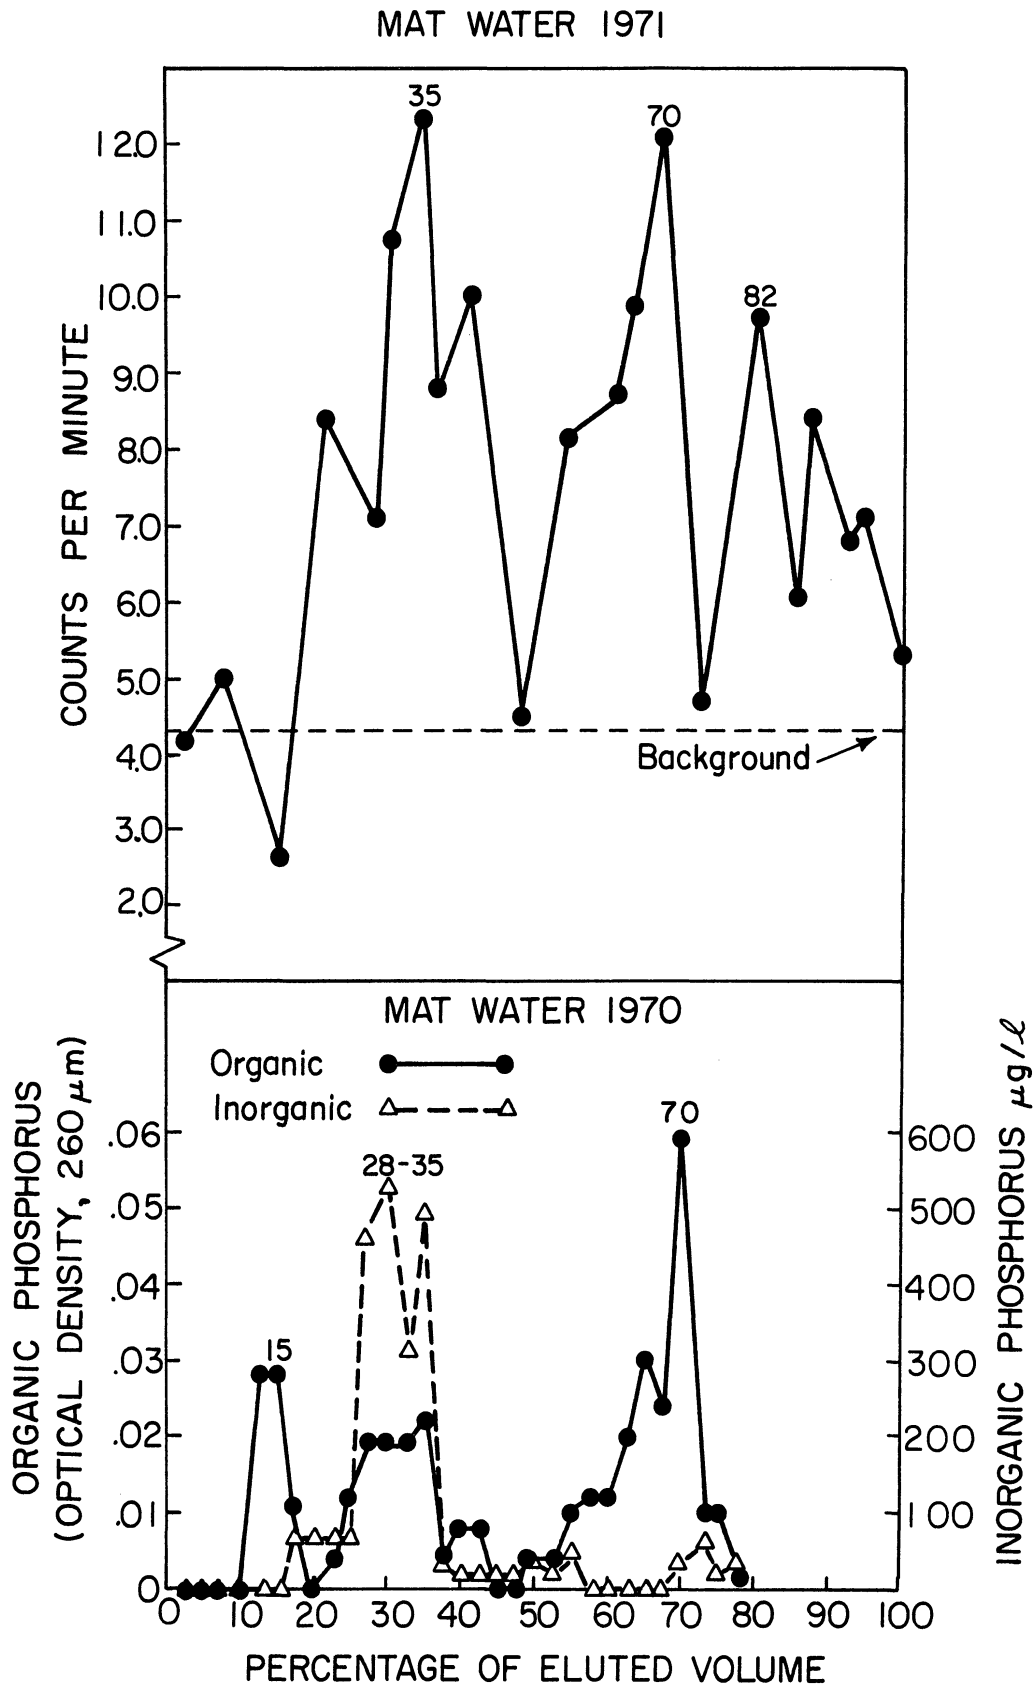 MAT WATER 1971
35
70
82
12.0
11.0
10.0
9.0
8.0
7.0
6.0
5.0
4.0
3.0
2.0
COUNTS PER MINUTE
Background
MAT WATER 1970
Organic
Inorganic
70
28-35
15
.06
.05
.04
.03
.02
.01
0
ORGANIC PHOSPHORUS
(OPTICAL DENSITY, 260 μm)
600
500
400
300
200
100
INORGANIC PHOSPHORUS μg/ℓ
0 10 20 30 40 50 60 70 80 90 100
PERCENTAGE OF ELUTED VOLUME